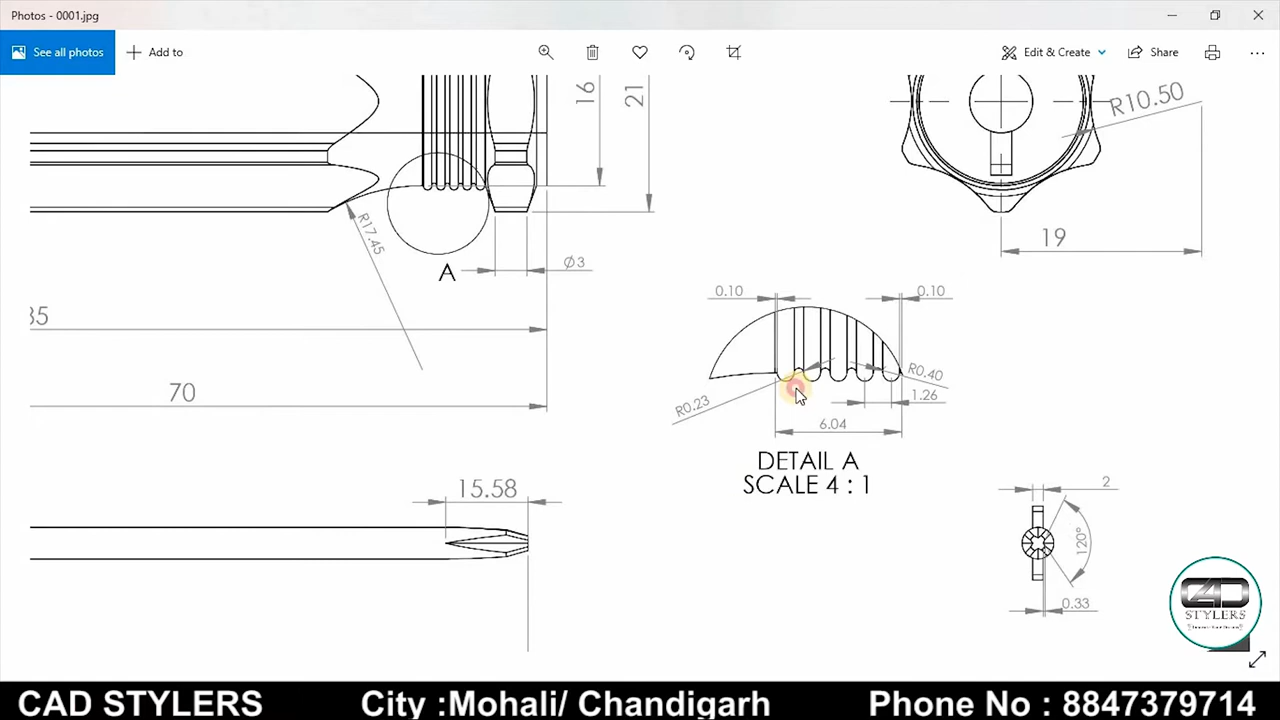 Photos - 0001.jpg
See all photos
Add to
Edit & Create
Share
16
21
R10.50
R17.45
19
A
Ø3
0.10
0.10
35
R0.40
70
R0.23
1.26
6.04
DETAIL A
SCALE 4 : 1
15.58
2
120°
0.33
STYLERS
CAD STYLERS City :Mohali/ Chandigarh Phone No : 8847379714